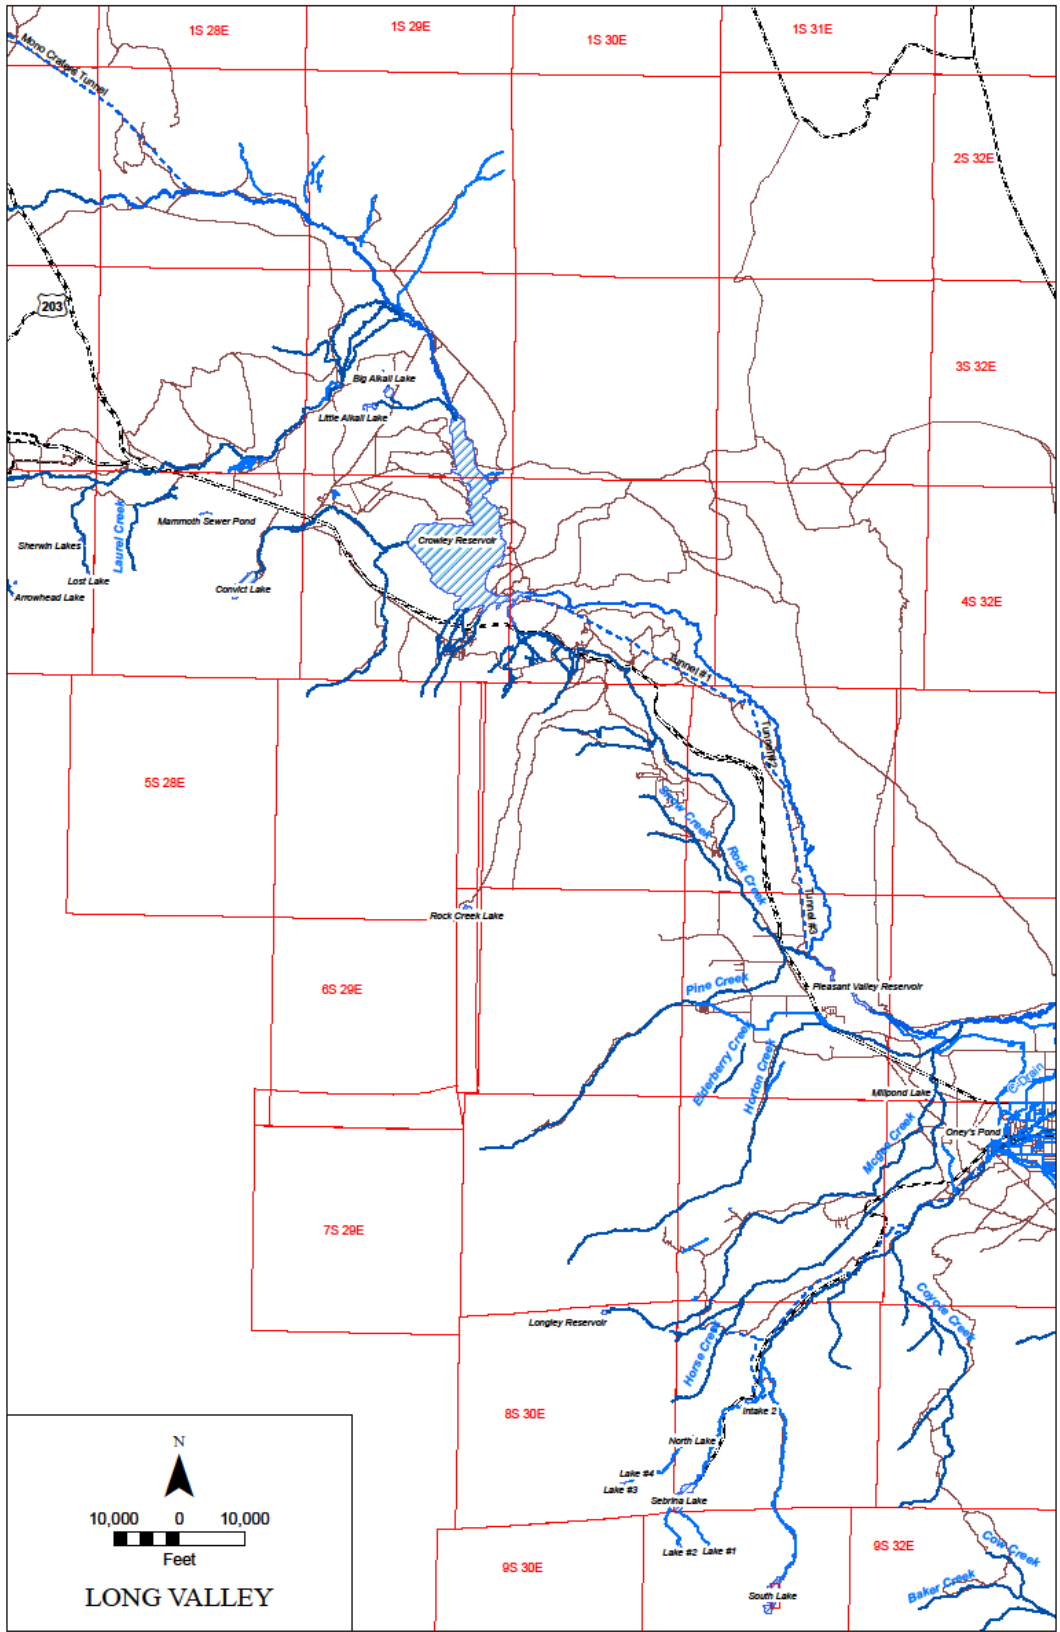 1S 28E
1S 29E
1S 30E
1S 31E
Mono Craters Tunnel
2S 32E
203
3S 32E
Big Alkali Lake
Little Alkali Lake
Laurel Creek
Mammoth Sewer Pond
Crowley Reservoir
Sherwin Lakes
Lost Lake
Convict Lake
Arrowhead Lake
4S 32E
Tunnel #1
Tunnel #2
5S 28E
Snow Creek
Rock Creek
Tunnel #3
Rock Creek Lake
6S 29E
Pine Creek
Pleasant Valley Reservoir
Elderberry Creek
Horton Creek
C-Drain
Millpond Lake
Oney's Pond
Mcgee Creek
7S 29E
Coyote Creek
Longley Reservoir
Horse Creek
8S 30E
Intake 2
North Lake
Lake #4
Lake #3
Sebrina Lake
Lake #2
Lake #1
9S 30E
9S 32E
Cow Creek
Baker Creek
South Lake
N
10,000 0 10,000
Feet
LONG VALLEY